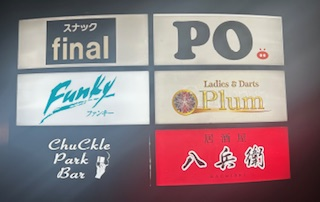 スナック
final
PO.
Funky
ファンキー
Ladies & Darts
Plum
ChuCkle
Park
Bar
居酒屋
八兵衛